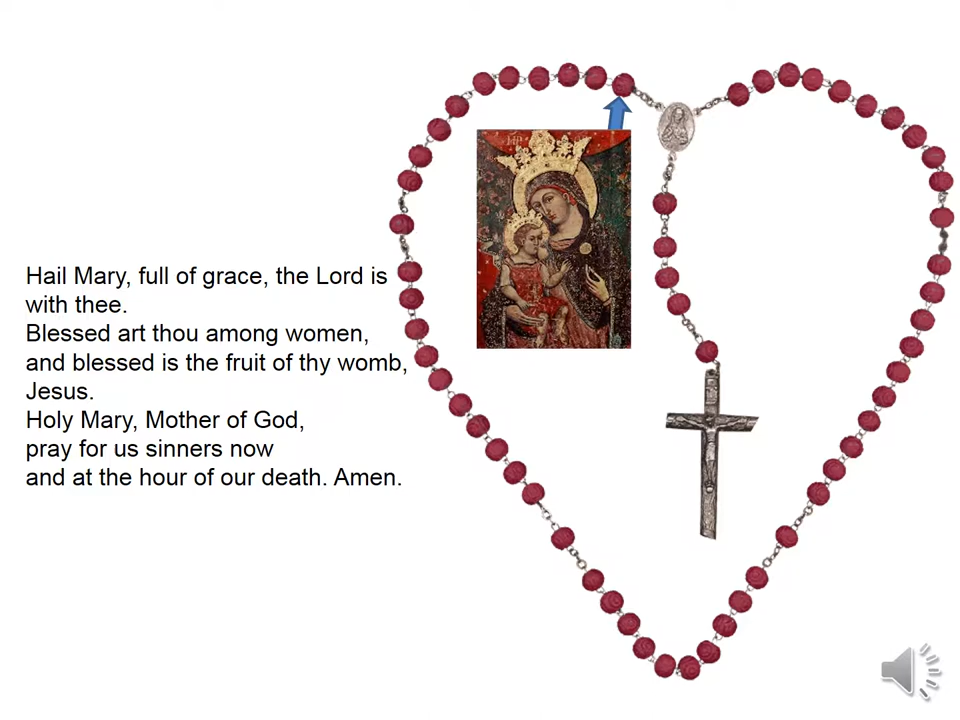 Hail Mary, full of grace, the Lord is
with thee.
Blessed art thou among women,
and blessed is the fruit of thy womb,
Jesus.
Holy Mary, Mother of God,
pray for us sinners now
and at the hour of our death. Amen.